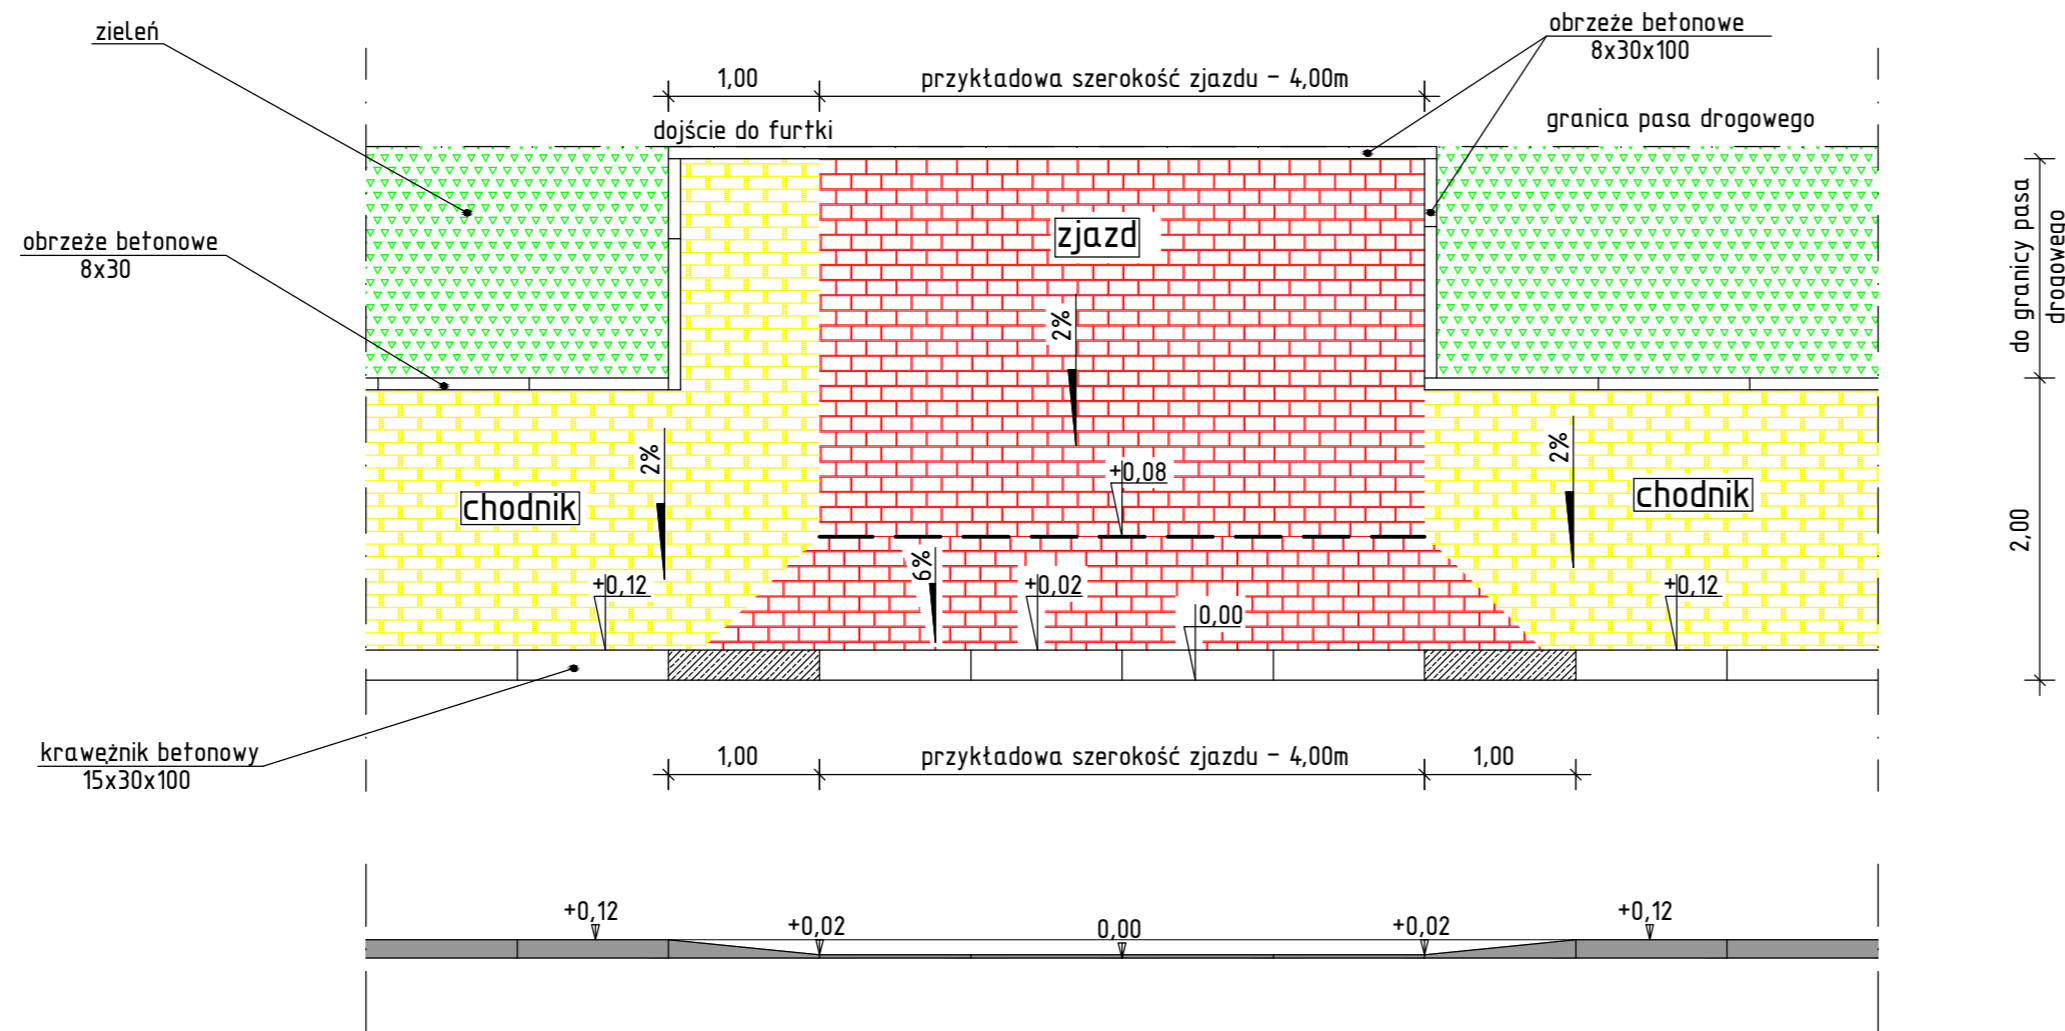 zieleń
obrzeże betonowe
8x30x100
1,00
przykładowa szerokość zjazdu - 4,00m
dojście do furtki
granica pasa drogowego
zjazd
obrzeże betonowe
8x30
do granicy pasa
drogowego
2%
2%
2%
+0,08
chodnik
chodnik
6%
+0,12
+0,02
0,00
+0,12
2,00
krawężnik betonowy
15x30x100
1,00
przykładowa szerokość zjazdu - 4,00m
1,00
+0,12
+0,02
0,00
+0,02
+0,12